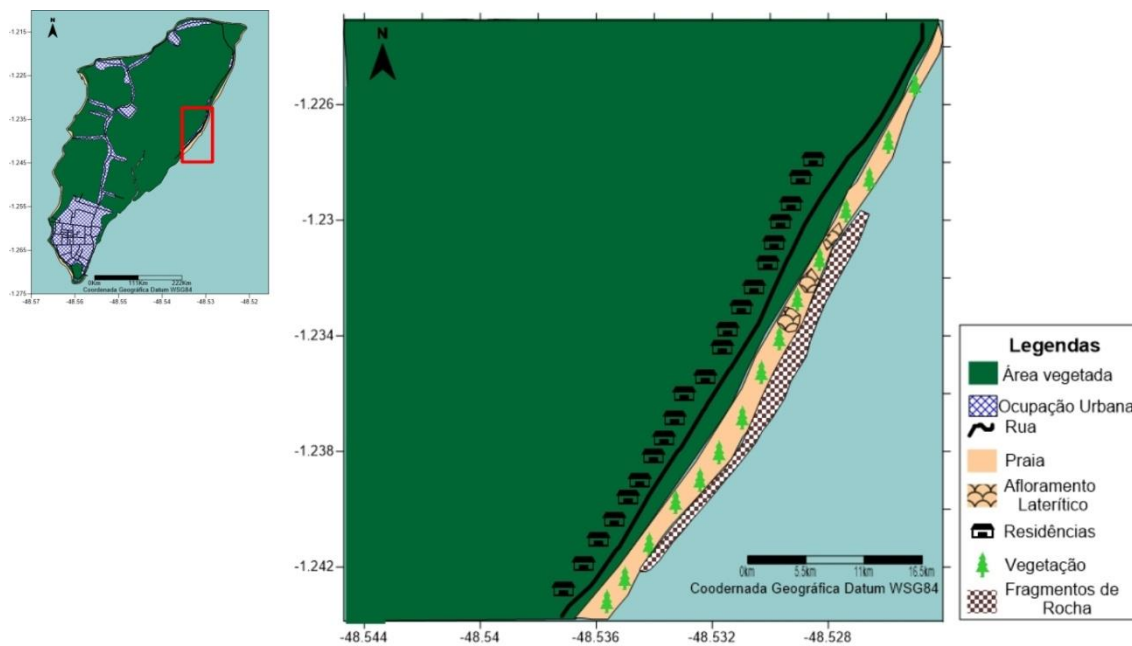 -1.215
-1.225
-1.235
-1.245
-1.255
-1.265
-1.275
N
0Km 111Km 222Km
Coordenada Geográfica Datum WSG84
-48.57 -48.56 -48.55 -48.54 -48.53 -48.52
N
-1.226
-1.23
-1.234
-1.238
-1.242
0km 5.5km 11km 16.5km
Coodernada Geográfica Datum WSG84
-48.544 -48.54 -48.536 -48.532 -48.528
Legendas
Área vegetada
Ocupação Urbana
Rua
Praia
Afloramento
Laterítico
Residências
Vegetação
Fragmentos de
Rocha